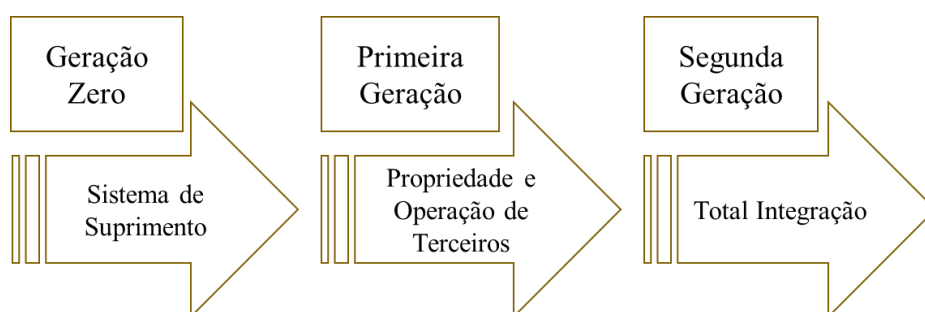 Geração
Zero
Primeira
Geração
Segunda
Geração
Sistema de
Suprimento
Propriedade e
Operação de
Terceiros
Total Integração